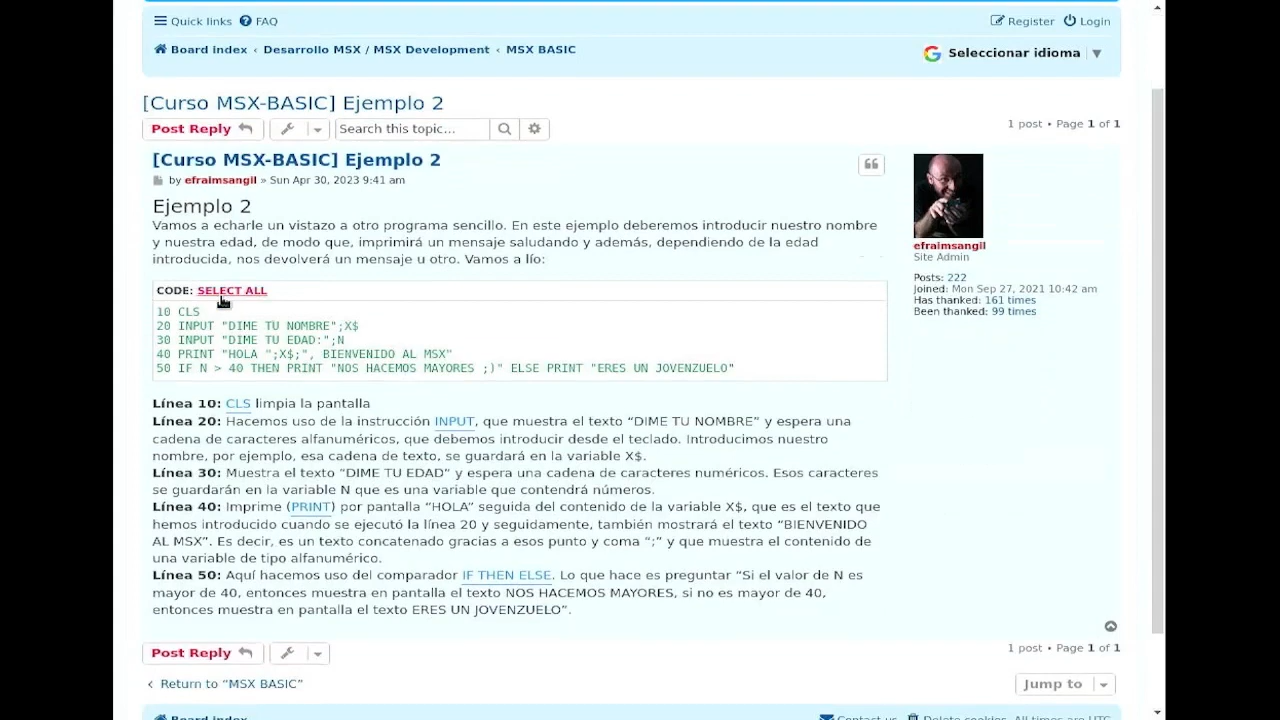 Quick links FAQ Register Login
Board index ‹ Desarrollo MSX / MSX Development ‹ MSX BASIC
Seleccionar idioma ▼
[Curso MSX-BASIC] Ejemplo 2
Post Reply Search this topic… 1 post • Page 1 of 1
[Curso MSX-BASIC] Ejemplo 2
by efraimsangil » Sun Apr 30, 2023 9:41 am
Ejemplo 2
Vamos a echarle un vistazo a otro programa sencillo. En este ejemplo deberemos introducir nuestro nombre
y nuestra edad, de modo que, imprimirá un mensaje saludando y además, dependiendo de la edad
introducida, nos devolverá un mensaje u otro. Vamos a lío:
efraimsangil
Site Admin
Posts: 222
Joined: Mon Sep 27, 2021 10:42 am
Has thanked: 161 times
Been thanked: 99 times
CODE: SELECT ALL
10 CLS
20 INPUT "DIME TU NOMBRE";X$
30 INPUT "DIME TU EDAD:";N
40 PRINT "HOLA ";X$;", BIENVENIDO AL MSX"
50 IF N > 40 THEN PRINT "NOS HACEMOS MAYORES ;)" ELSE PRINT "ERES UN JOVENZUELO"
Línea 10: CLS limpia la pantalla
Línea 20: Hacemos uso de la instrucción INPUT, que muestra el texto “DIME TU NOMBRE” y espera una
cadena de caracteres alfanuméricos, que debemos introducir desde el teclado. Introducimos nuestro
nombre, por ejemplo, esa cadena de texto, se guardará en la variable X$.
Línea 30: Muestra el texto “DIME TU EDAD” y espera una cadena de caracteres numéricos. Esos caracteres
se guardarán en la variable N que es una variable que contendrá números.
Línea 40: Imprime (PRINT) por pantalla “HOLA” seguida del contenido de la variable X$, que es el texto que
hemos introducido cuando se ejecutó la línea 20 y seguidamente, también mostrará el texto “BIENVENIDO
AL MSX”. Es decir, es un texto concatenado gracias a esos punto y coma “;” y que muestra el contenido de
una variable de tipo alfanumérico.
Línea 50: Aquí hacemos uso del comparador IF THEN ELSE. Lo que hace es preguntar “Si el valor de N es
mayor de 40, entonces muestra en pantalla el texto NOS HACEMOS MAYORES, si no es mayor de 40,
entonces muestra en pantalla el texto ERES UN JOVENZUELO”.
Post Reply 1 post • Page 1 of 1
‹ Return to “MSX BASIC” Jump to
Board index Contact us Delete cookies All times are UTC